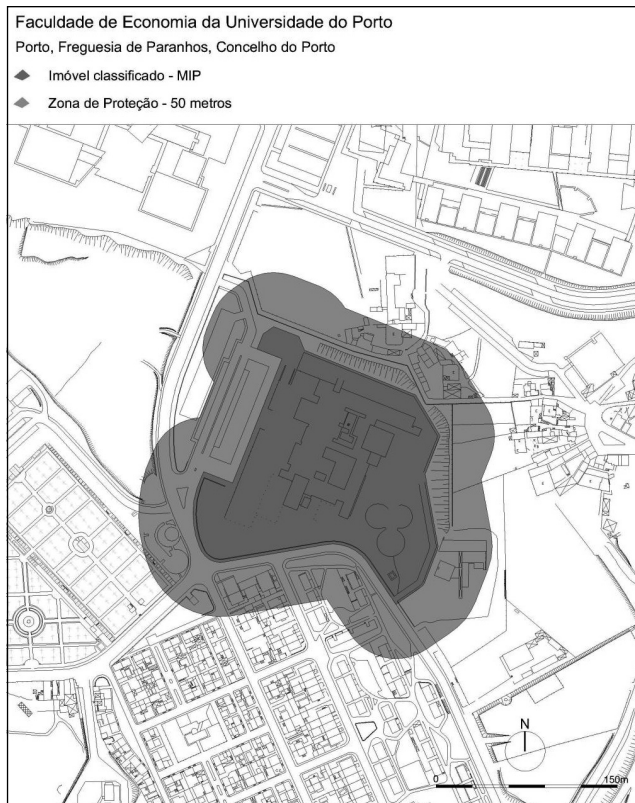 Faculdade de Economia da Universidade do Porto
Porto, Freguesia de Paranhos, Concelho do Porto
Imóvel classificado - MIP
Zona de Proteção - 50 metros
N
0 150m